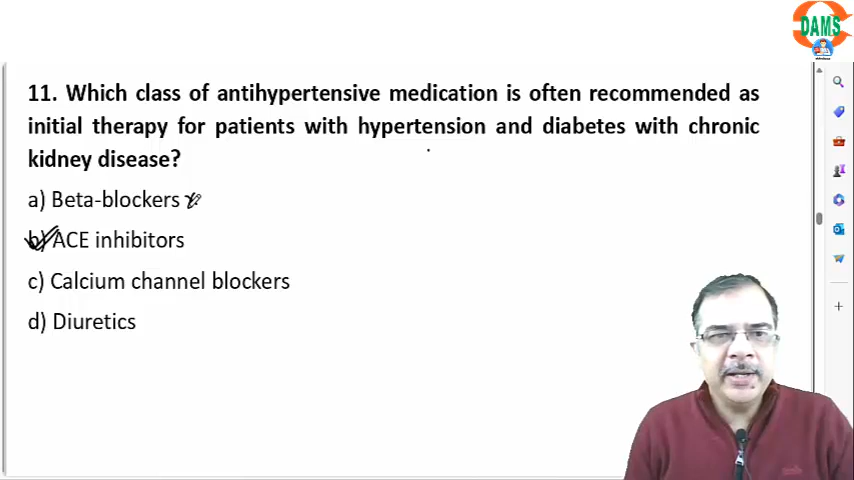 DAMS
11. Which class of antihypertensive medication is often recommended as
initial therapy for patients with hypertension and diabetes with chronic
kidney disease?
a) Beta-blockers
b) ACE inhibitors
c) Calcium channel blockers
d) Diuretics